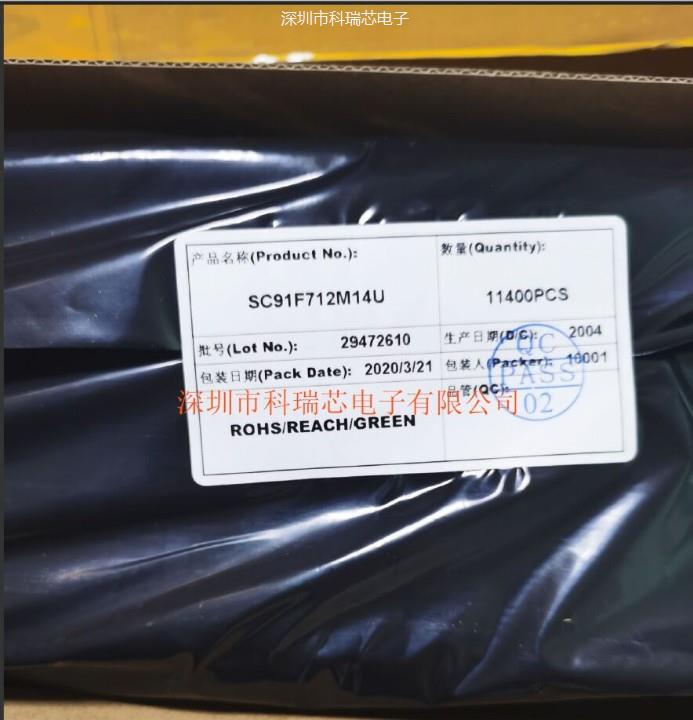 深圳市科瑞芯电子
产品名称(Product No.):
数量(Quantity):
SC91F712M14U
11400PCS
批号(Lot No.):
29472610
生产日期(D/C):
2004
包装日期(Pack Date):
2020/3/21
包装人(Packer):
10001
品管(QC):
QC
PASS
02
深圳市科瑞芯电子有限公司
ROHS/REACH/GREEN